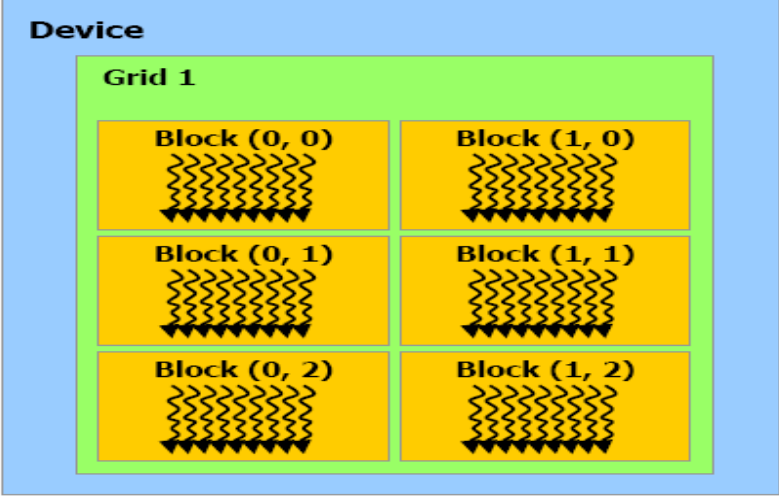 Device
Grid 1
Block (0, 0) Block (1, 0)
Block (0, 1) Block (1, 1)
Block (0, 2) Block (1, 2)